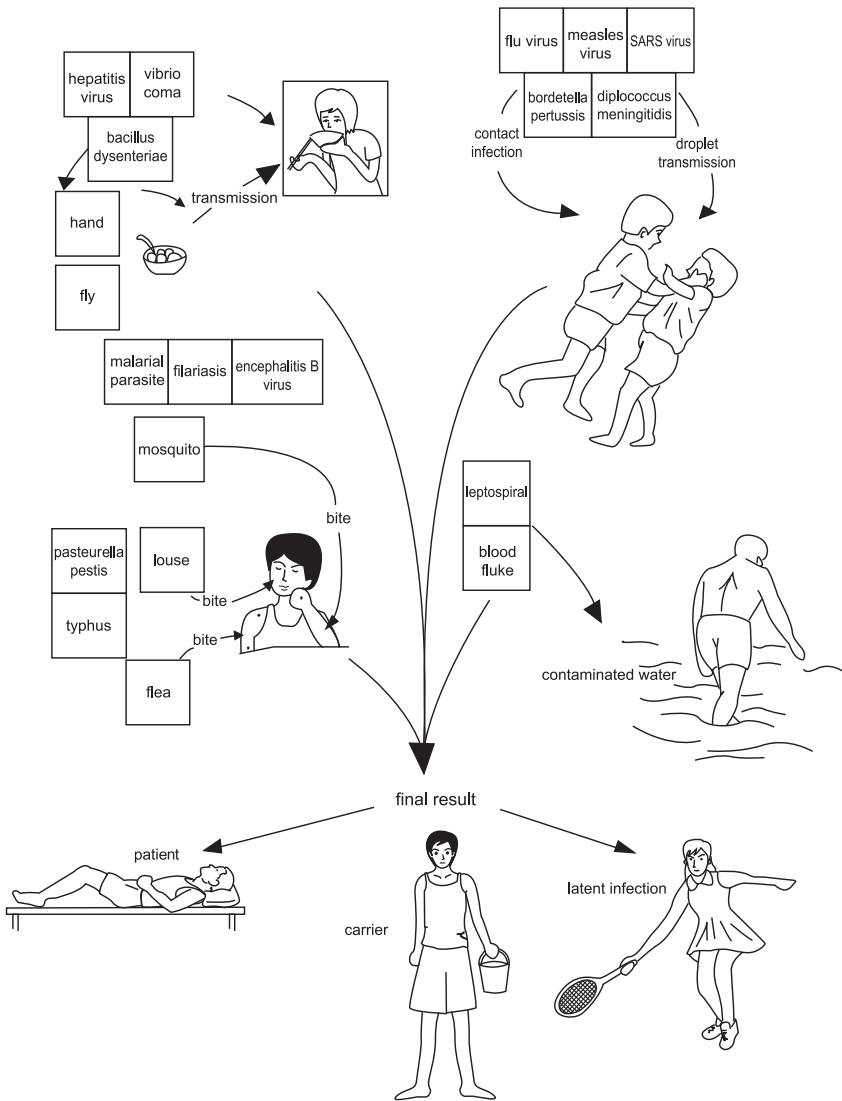 hepatitis
virus
vibrio
coma
bacillus
dysenteriae
transmission
hand
fly
flu virus
measles
virus
SARS virus
bordetella
pertussis
diplococcus
meningitidis
contact
infection
droplet
transmission
malarial
parasite
filariasis
encephalitis B
virus
mosquito
bite
pasteurella
pestis
louse
bite
typhus
bite
flea
leptospiral
blood
fluke
contaminated water
final result
patient
carrier
latent infection